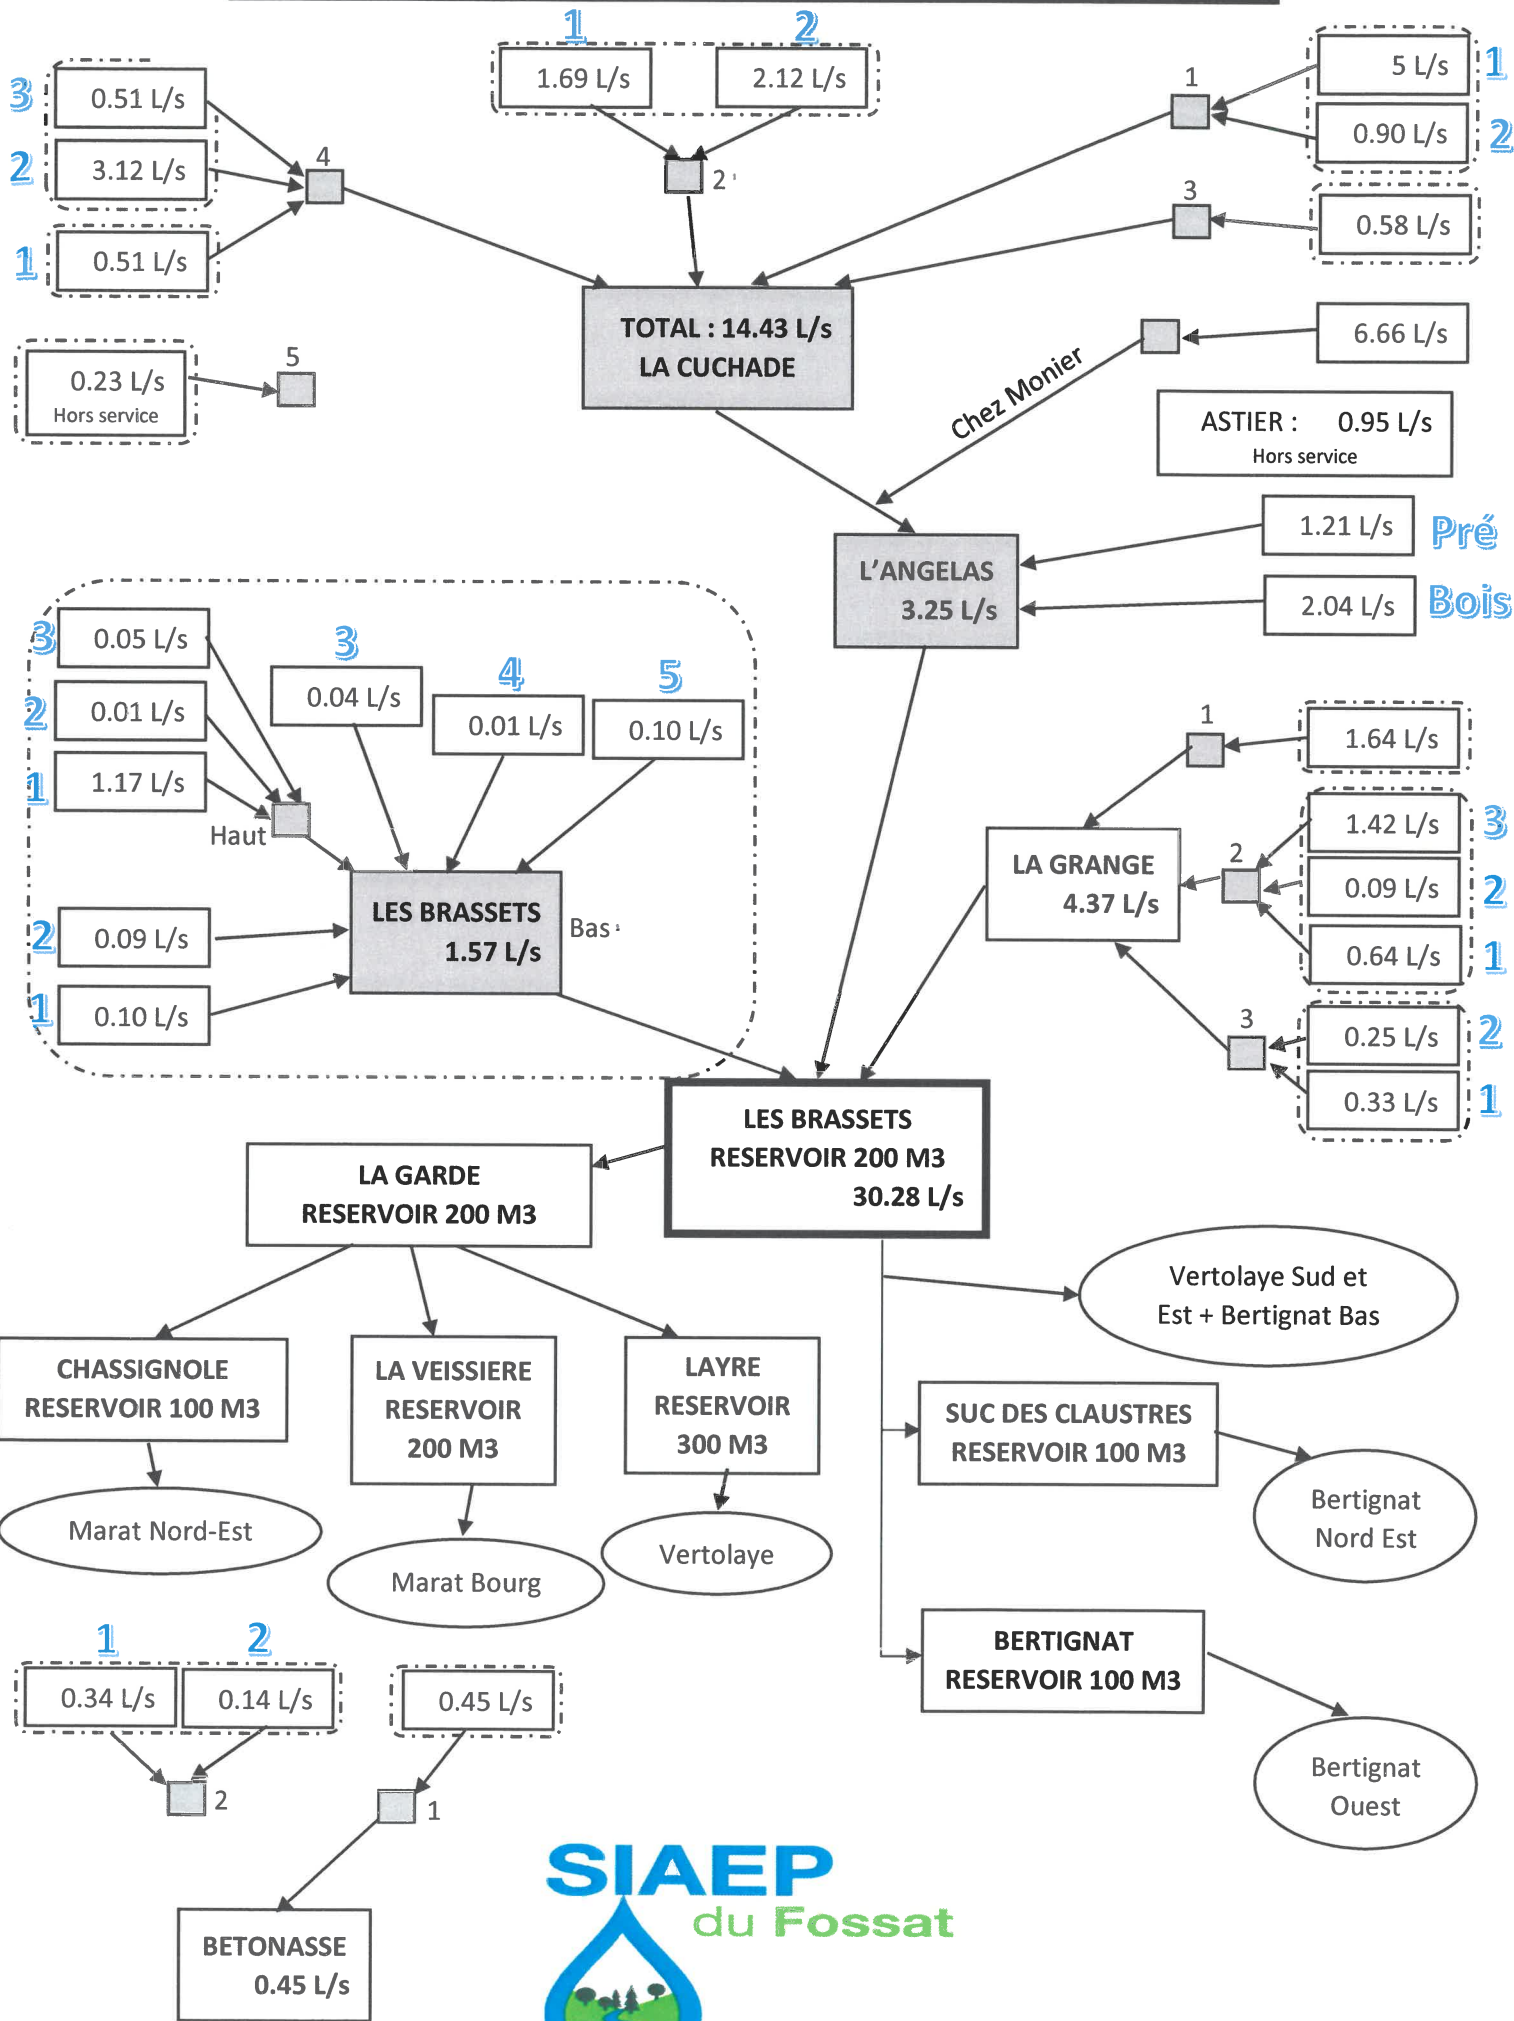 1
2
3
0.51 L/s
2
3.12 L/s
1
0.51 L/s
4
1.69 L/s
2.12 L/s
2
1
5 L/s
1
0.90 L/s
2
3
0.58 L/s
TOTAL : 14.43 L/s
LA CUCHADE
0.23 L/s
Hors service
5
Chez Monier
6.66 L/s
ASTIER : 0.95 L/s
Hors service
L'ANGELAS
3.25 L/s
1.21 L/s
Pré
2.04 L/s
Bois
3
0.05 L/s
2
0.01 L/s
1
1.17 L/s
Haut
3
0.04 L/s
4
0.01 L/s
5
0.10 L/s
2
0.09 L/s
1
0.10 L/s
LES BRASSETS
1.57 L/s
Bas
1
1.64 L/s
LA GRANGE
4.37 L/s
2
1.42 L/s
3
0.09 L/s
2
0.64 L/s
1
3
0.25 L/s
2
0.33 L/s
1
LES BRASSETS
RESERVOIR 200 M3
30.28 L/s
LA GARDE
RESERVOIR 200 M3
Vertolaye Sud et
Est + Bertignat Bas
CHASSIGNOLE
RESERVOIR 100 M3
LA VEISSIERE
RESERVOIR
200 M3
LAYRE
RESERVOIR
300 M3
SUC DES CLAUSTRES
RESERVOIR 100 M3
Marat Nord-Est
Marat Bourg
Vertolaye
Bertignat
Nord Est
BERTIGNAT
RESERVOIR 100 M3
Bertignat
Ouest
1
2
0.34 L/s
0.14 L/s
0.45 L/s
2
1
BETONASSE
0.45 L/s
SIAEP
du Fossat